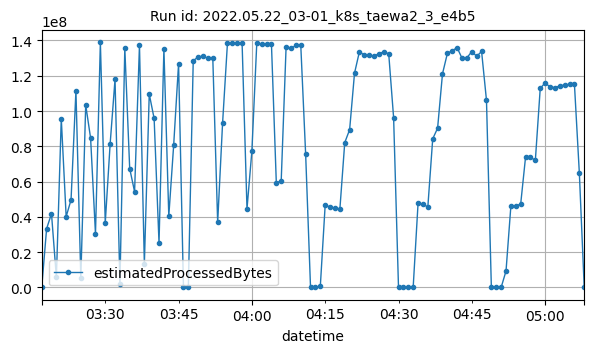 Run id: 2022.05.22_03-01_k8s_taewa2_3_e4b5
1e8
1.4
1.2
1.0
0.8
0.6
0.4
0.2
0.0
estimatedProcessedBytes
03:30 03:45 04:00 04:15 04:30 04:45 05:00
datetime